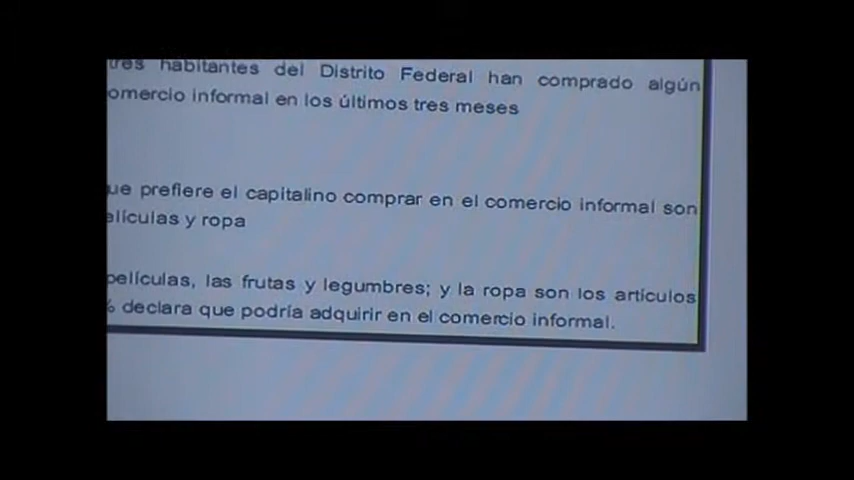 tres habitantes del Distrito Federal han comprado algún
omercio informal en los últimos tres meses
ue prefiere el capitalino comprar en el comercio informal son
elículas y ropa
películas, las frutas y legumbres; y la ropa son los artículos
% declara que podría adquirir en el comercio informal.